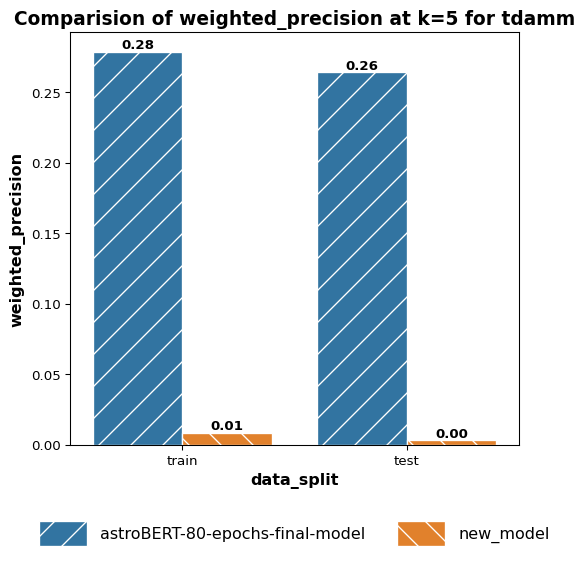 Comparision of weighted_precision at k=5 for tdamm
0.28
0.26
0.25
0.20
0.15
0.10
0.05
0.00
0.01
0.00
weighted_precision
train
test
data_split
astroBERT-80-epochs-final-model
new_model